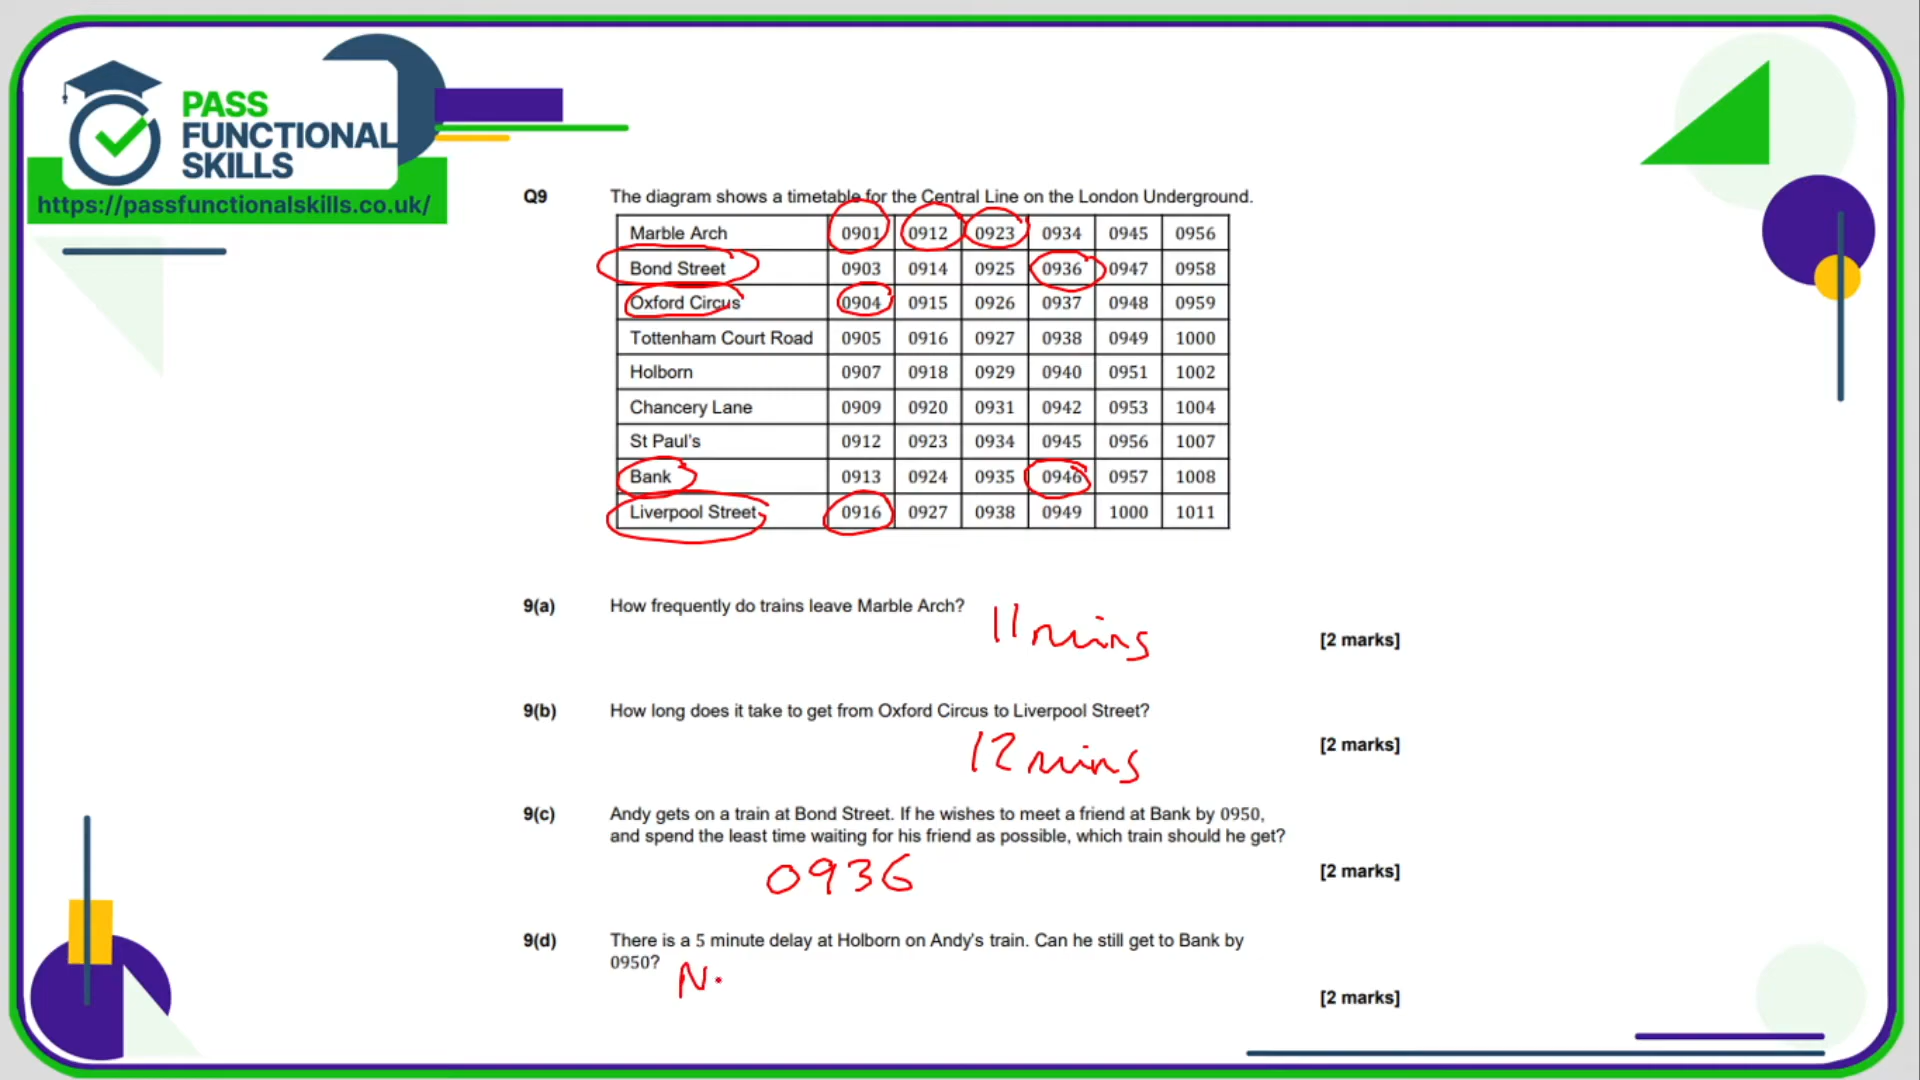 PASS
FUNCTIONAL
SKILLS
https://passfunctionalskills.co.uk/
Q9 The diagram shows a timetable for the Central Line on the London Underground.
Marble Arch 0901 0912 0923 0934 0945 0956
Bond Street 0903 0914 0925 0936 0947 0958
Oxford Circus 0904 0915 0926 0937 0948 0959
Tottenham Court Road 0905 0916 0927 0938 0949 1000
Holborn 0907 0918 0929 0940 0951 1002
Chancery Lane 0909 0920 0931 0942 0953 1004
St Paul's 0912 0923 0934 0945 0956 1007
Bank 0913 0924 0935 0946 0957 1008
Liverpool Street 0916 0927 0938 0949 1000 1011
9(a) How frequently do trains leave Marble Arch?
11 mins
[2 marks]
9(b) How long does it take to get from Oxford Circus to Liverpool Street?
12 mins
[2 marks]
9(c) Andy gets on a train at Bond Street. If he wishes to meet a friend at Bank by 0950,
and spend the least time waiting for his friend as possible, which train should he get?
0936
[2 marks]
9(d) There is a 5 minute delay at Holborn on Andy's train. Can he still get to Bank by
0950?
N
[2 marks]